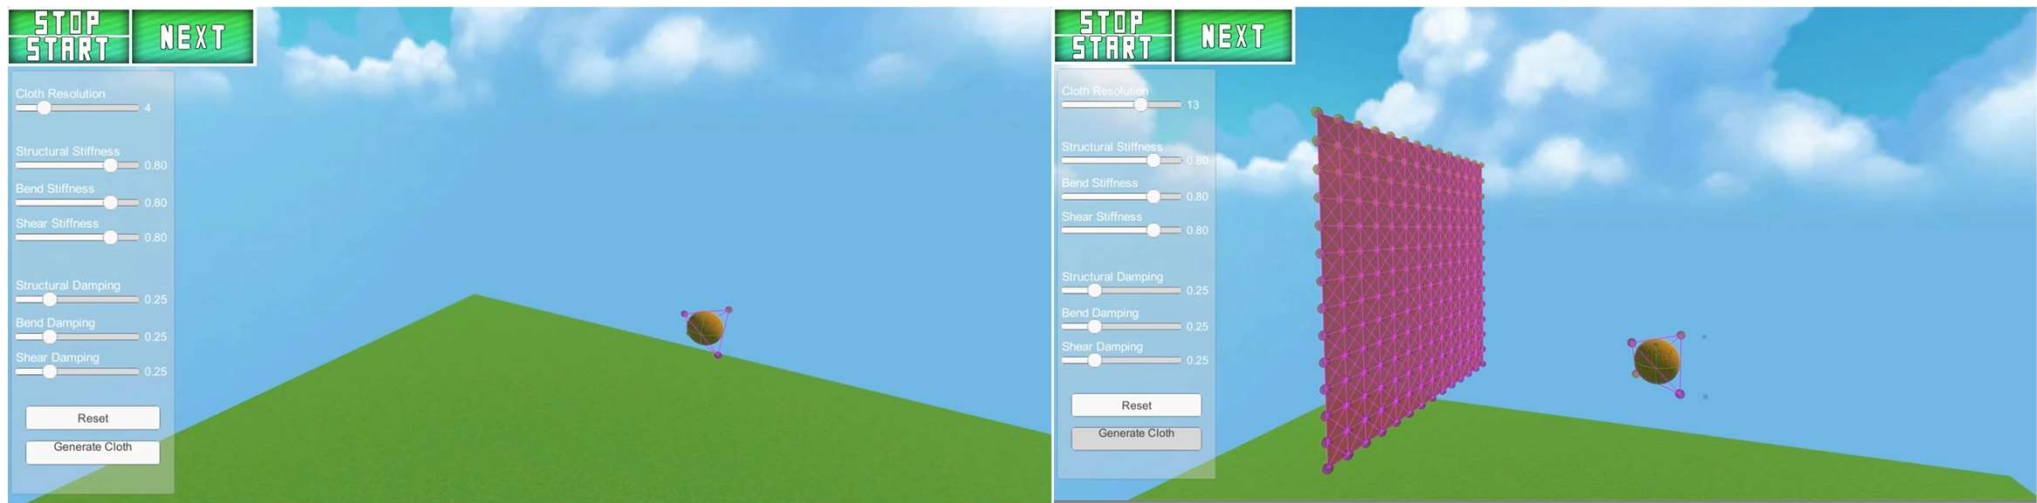 STOP
START
NEXT
Cloth Resolution
4
Structural Stiffness
0.80
Bend Stiffness
0.80
Shear Stiffness
0.80
Structural Damping
0.25
Bend Damping
0.25
Shear Damping
0.25
Reset
Generate Cloth
STOP
START
NEXT
Cloth Resolution
13
Structural Stiffness
0.80
Bend Stiffness
0.80
Shear Stiffness
0.80
Structural Damping
0.25
Bend Damping
0.25
Shear Damping
0.25
Reset
Generate Cloth